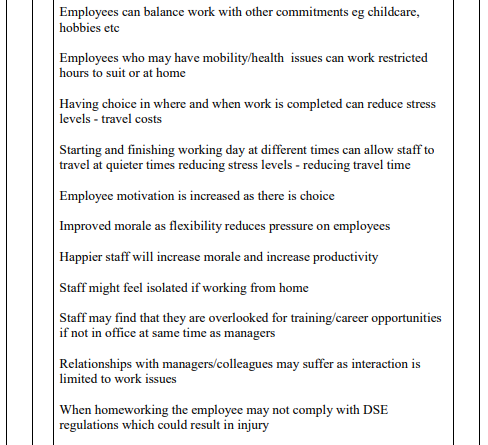 Employees can balance work with other commitments eg childcare,
hobbies etc
Employees who may have mobility/health issues can work restricted
hours to suit or at home
Having choice in where and when work is completed can reduce stress
levels - travel costs
Starting and finishing working day at different times can allow staff to
travel at quieter times reducing stress levels - reducing travel time
Employee motivation is increased as there is choice
Improved morale as flexibility reduces pressure on employees
Happier staff will increase morale and increase productivity
Staff might feel isolated if working from home
Staff may find that they are overlooked for training/career opportunities
if not in office at same time as managers
Relationships with managers/colleagues may suffer as interaction is
limited to work issues
When homeworking the employee may not comply with DSE
regulations which could result in injury